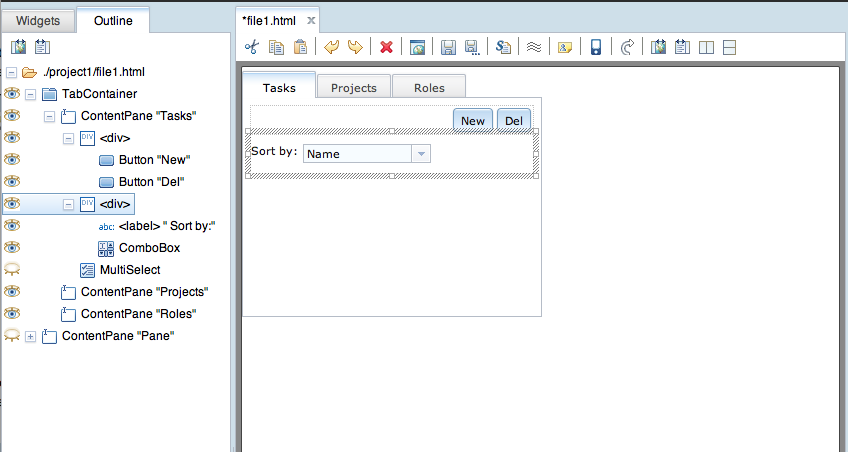 Widgets Outline *file1.html
./project1/file1.html
TabContainer
ContentPane "Tasks"
DIV <div>
Button "New"
Button "Del"
DIV <div>
abc: <label> " Sort by:"
ComboBox
MultiSelect
ContentPane "Projects"
ContentPane "Roles"
ContentPane "Pane"
Tasks Projects Roles
New Del
Sort by: Name